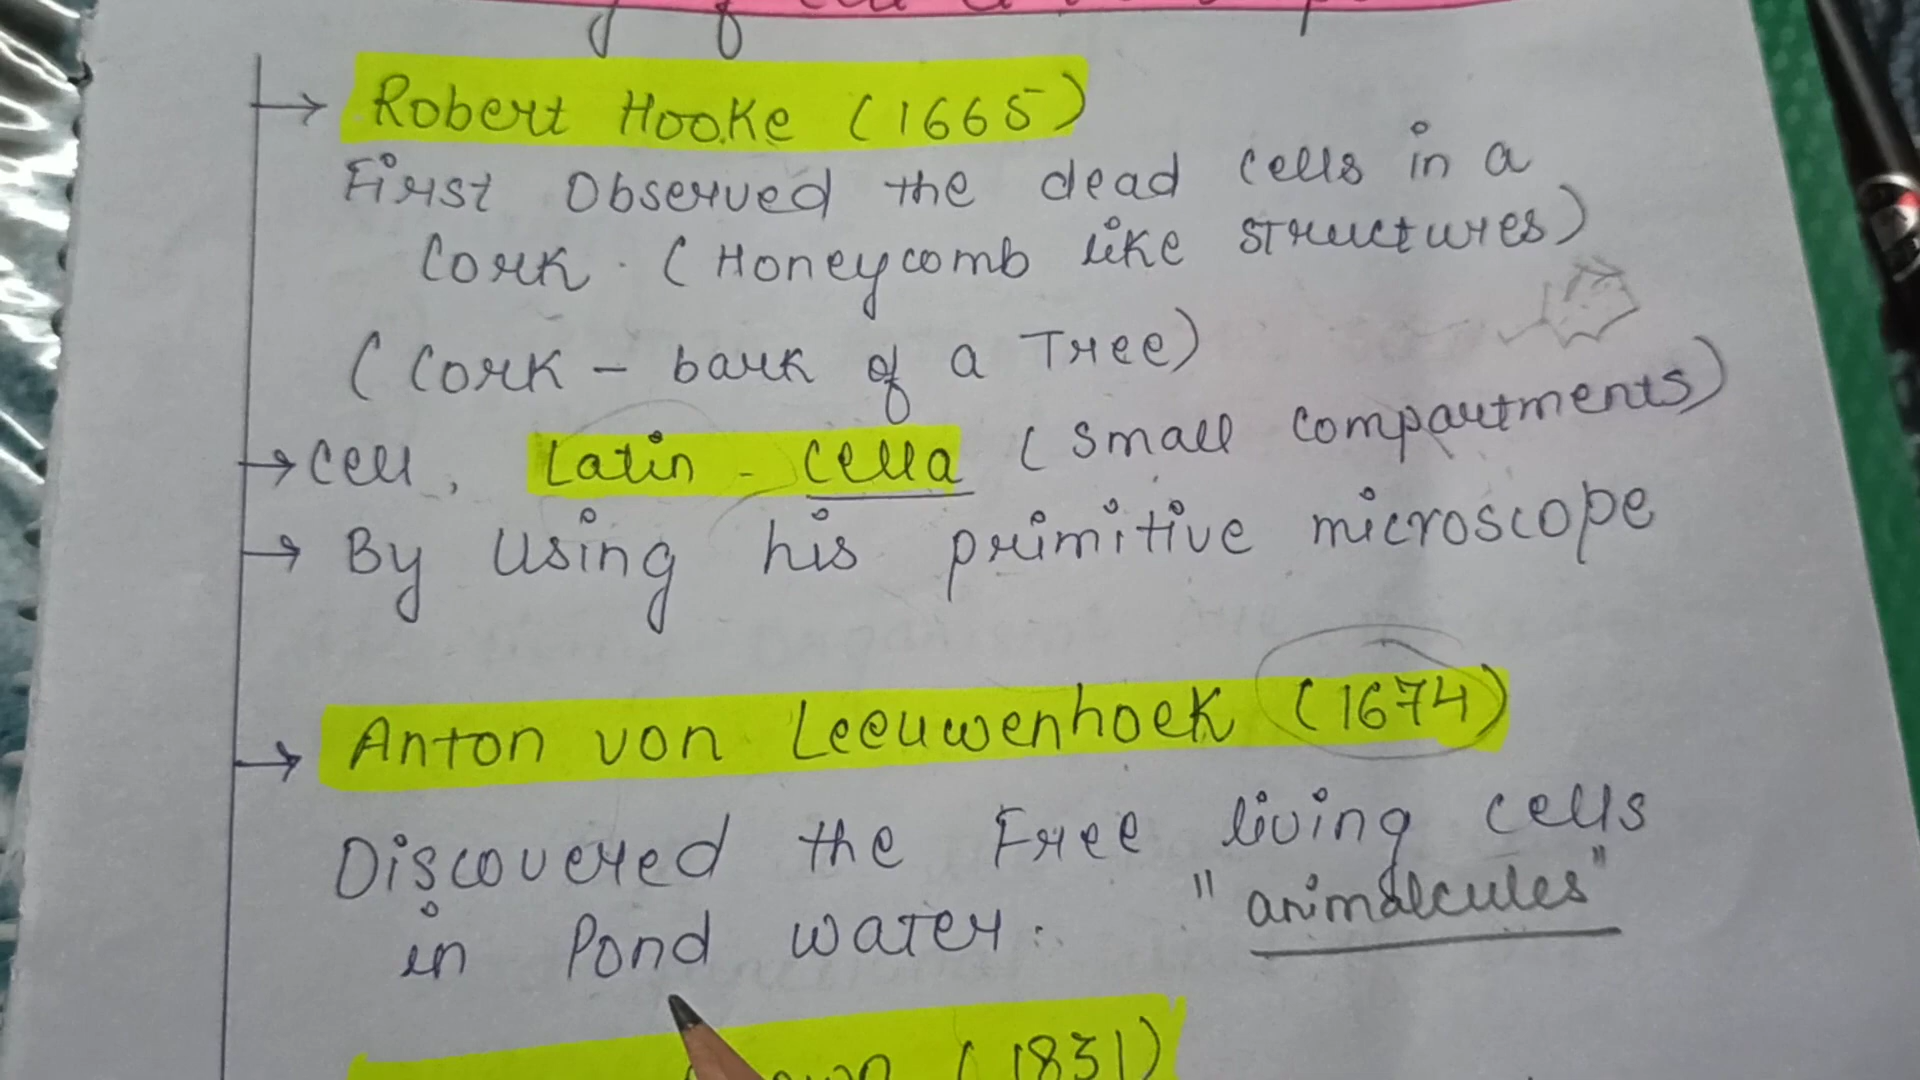 → Robert Hooke (1665)
First Observed the dead cells in a
Cork. (Honeycomb like structures)
(Cork - bark of a Tree)
→ Cell, Latin - Cella (small compartments)
→ By Using his primitive microscope
→ Anton von Leeuwenhoek (1674)
Discovered the Free living cells
in Pond water. "animalcules"
(1831)